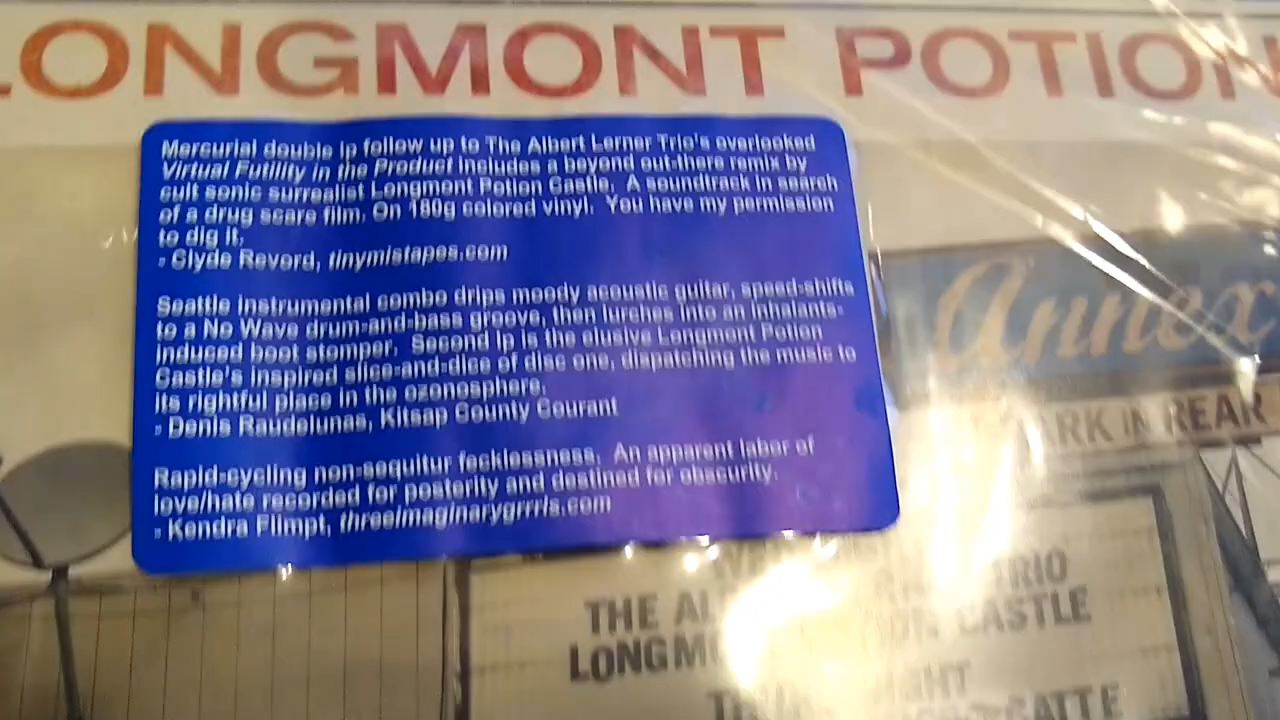 LONGMONT POTION
Mercurial double lp follow up to The Albert Lerner Trio's overlooked
Virtual Futility in the Product includes a beyond out-there remix by
cult sonic surrealist Longmont Potion Castle. A soundtrack in search
of a drug scare film. On 180g colored vinyl. You have my permission
to dig it.
- Clyde Revord, tinymistapes.com
Seattle instrumental combo drips moody acoustic guitar, speed-shifts
to a No Wave drum-and-bass groove, then lurches into an inhalants-
induced boot stomper. Second lp is the elusive Longmont Potion
Castle's inspired slice-and-dice of disc one, dispatching the music to
its rightful place in the ozonosphere.
- Denis Raudelunas, Kitsap County Courant
Rapid-cycling non-sequitur fecklessness. An apparent labor of
love/hate recorded for posterity and destined for obscurity.
- Kendra Flimpt, threeimaginarygrrrls.com
Annex
ARK IN REAR
THE AL TRIO
LONGMO CASTLE